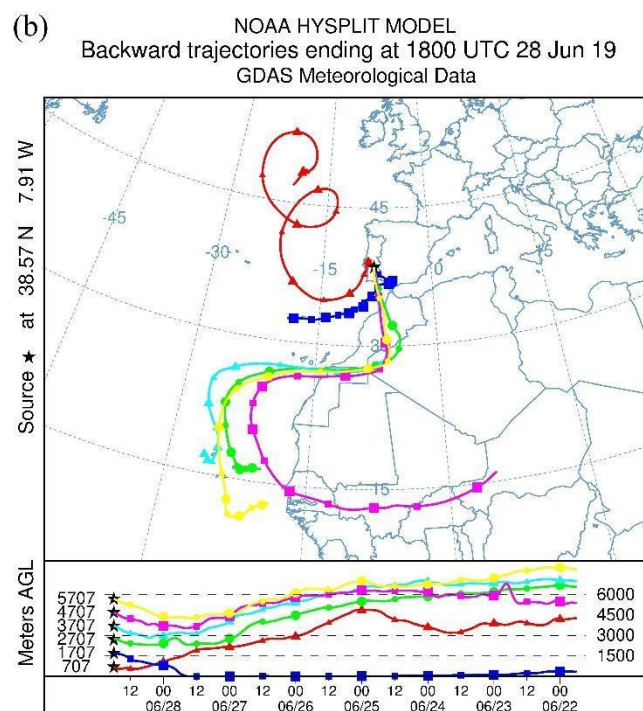 (b)
NOAA HYSPLIT MODEL
Backward trajectories ending at 1800 UTC 28 Jun 19
GDAS Meteorological Data
Source ★ at 38.57 N 7.91 W
-45
-30
-15
0
15
45
30
15
Meters AGL
5707
4707
3707
2707
1707
707
6000
4500
3000
1500
12 00 12 00 12 00 12 00 12 00 12 00 12 00
06/28 06/27 06/26 06/25 06/24 06/23 06/22